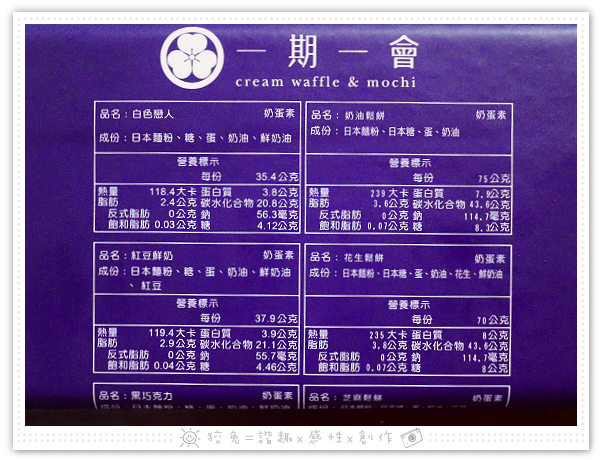 一期一會
cream waffle & mochi
品名：白色戀人 奶蛋素
成份：日本麵粉、糖、蛋、奶油、鮮奶油
營養標示
每份 35.4公克
熱量 118.4大卡 蛋白質 3.8公克
脂肪 2.4公克 碳水化合物 20.8公克
反式脂肪 0公克 鈉 56.3毫克
飽和脂肪 0.03公克 糖 4.12公克
品名：奶油鬆餅 奶蛋素
成份：日本麵粉、日本糖、蛋、奶油
營養標示
每份 75公克
熱量 239大卡 蛋白質 7.9公克
脂肪 3.6公克 碳水化合物 43.6公克
反式脂肪 0公克 鈉 114.7毫克
飽和脂肪 0.07公克 糖 8.3公克
品名：紅豆鮮奶 奶蛋素
成份：日本麵粉、糖、蛋、奶油、鮮奶油
、紅豆
營養標示
每份 37.9公克
熱量 119.4大卡 蛋白質 3.9公克
脂肪 2.9公克 碳水化合物 21.1公克
反式脂肪 0公克 鈉 55.7毫克
飽和脂肪 0.04公克 糖 4.46公克
品名：花生鬆餅 奶蛋素
成份：日本麵粉、日本糖、蛋、奶油、花生、鮮奶油
營養標示
每份 70公克
熱量 235大卡 蛋白質 8公克
脂肪 3.8公克 碳水化合物 43.6公克
反式脂肪 0公克 鈉 114.7毫克
飽和脂肪 0.07公克 糖 8公克
品名：黑巧克力 奶蛋素
品名：芝麻鬆餅 奶蛋素
狡兔=諧趣x感性x創作